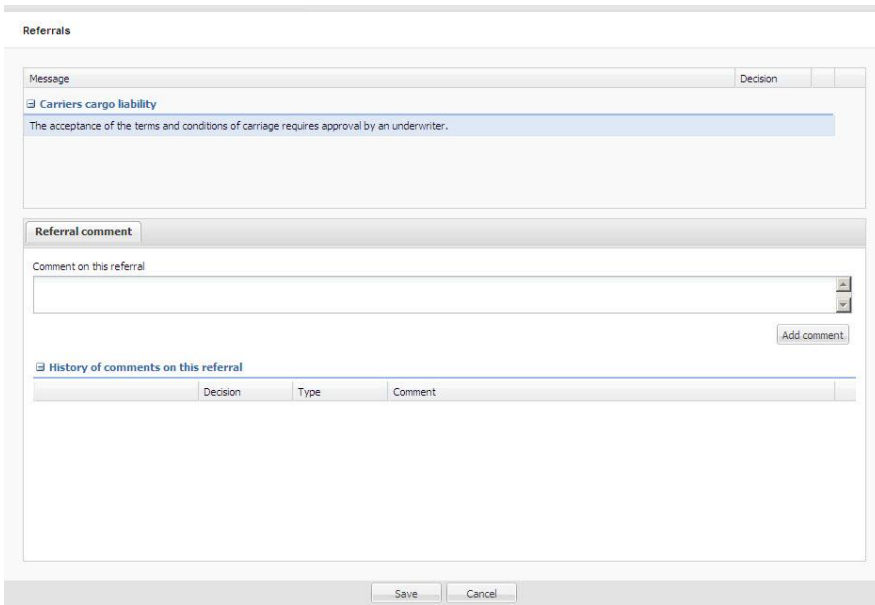 Referrals
Message Decision
Carriers cargo liability
The acceptance of the terms and conditions of carriage requires approval by an underwriter.
Referral comment
Comment on this referral
Add comment
History of comments on this referral
Decision Type Comment
Save Cancel